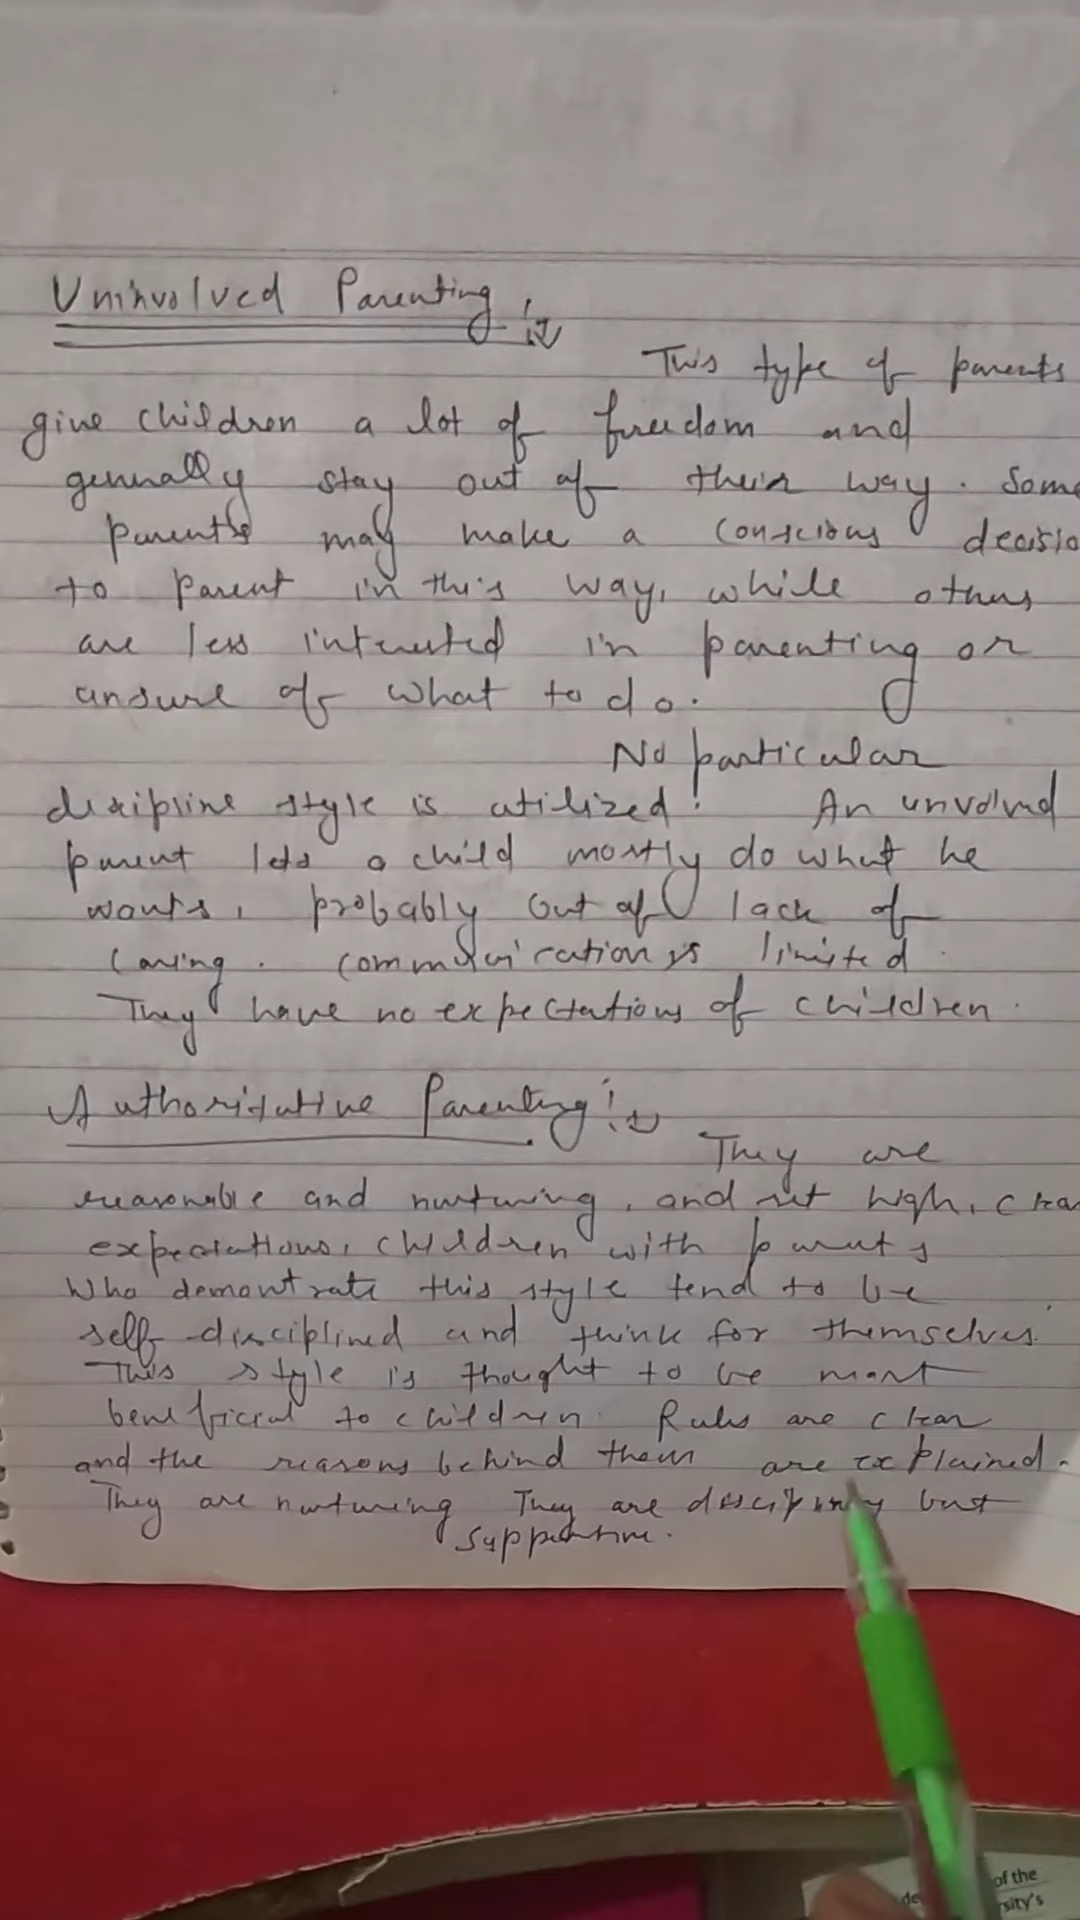 Uninvolved Parenting :-
This type of parents
give children a lot of freedom and
generally stay out of their way. Some
parents may make a conscious decisio
to parent in this way, while others
are less interested in parenting or
unsure of what to do.
No particular
discipline style is utilized! An unvolved
parent lets a child mostly do what he
wants, probably out of lack of
caring. communication is limited.
They have no expectations of children.
Authoritative Parenting :-
They are
reasonable and nurturing, and set high, clear
expectations, children with parents
who demontrate this style tend to be
self-disciplined and think for themselves.
This style is thought to be most
beneficial to children. Rules are clear
and the reasons behind them are explained.
They are nurturing They are but
supportive.
of the
sity's